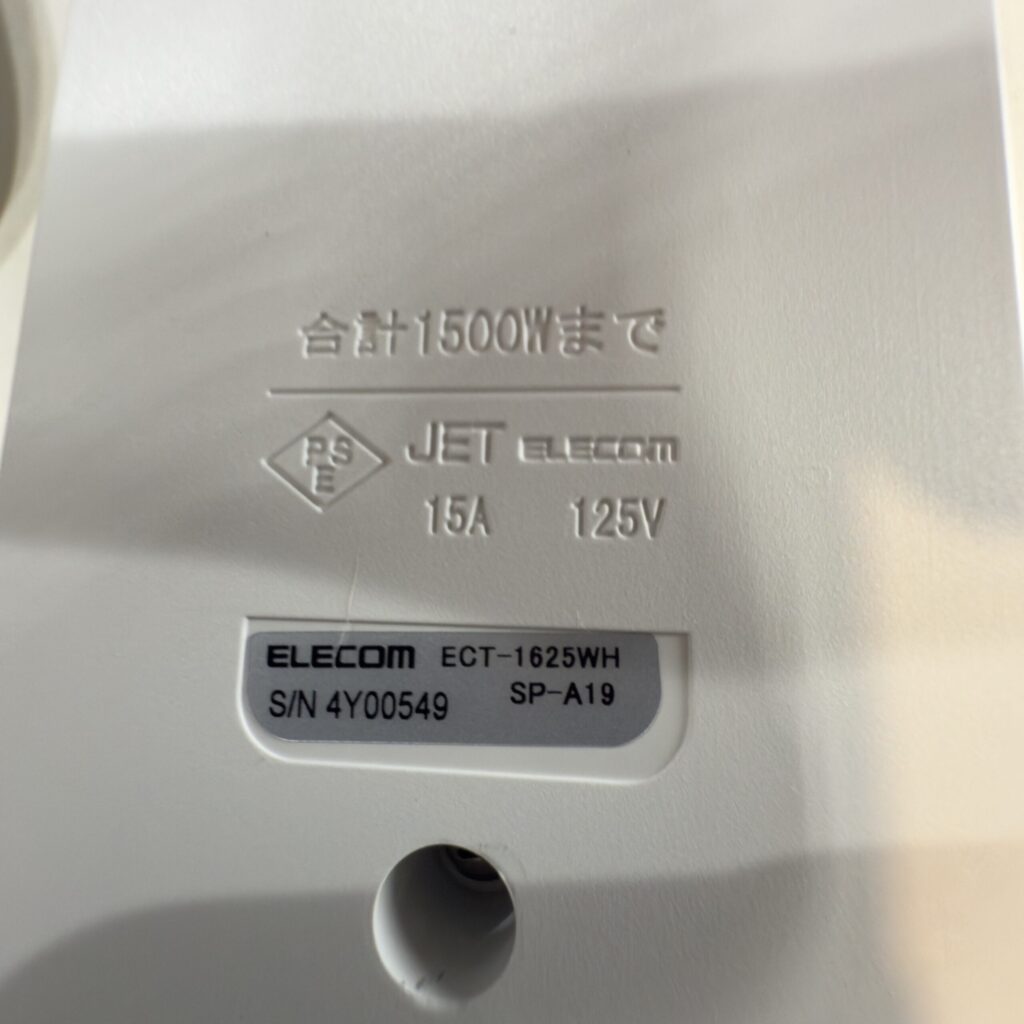 合計1500Wまで
PS
E
JET ELECOM
15A 125V
ELECOM ECT-1625WH
S/N 4Y00549 SP-A19